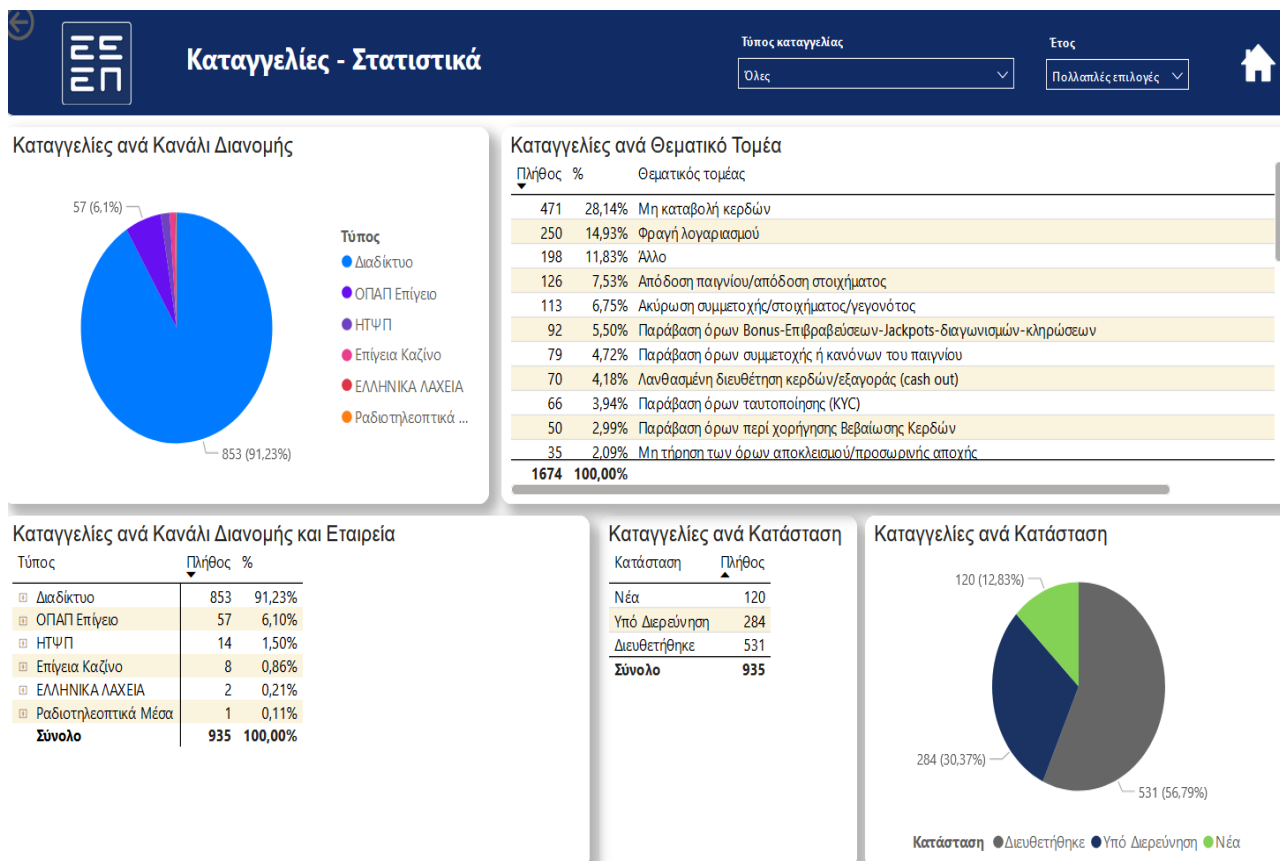 ΕΕ
ΕΠ
Καταγγελίες - Στατιστικά
Τύπος καταγγελίας
Όλες
Έτος
Πολλαπλές επιλογές
Καταγγελίες ανά Κανάλι Διανομής
57 (6,1%)
853 (91,23%)
Τύπος
Διαδίκτυο
ΟΠΑΠ Επίγειο
ΗΤΨΠ
Επίγεια Καζίνο
ΕΛΛΗΝΙΚΑ ΛΑΧΕΙΑ
Ραδιοτηλεοπτικά ...
Καταγγελίες ανά Θεματικό Τομέα
Πλήθος % Θεματικός τομέας
471 28,14% Μη καταβολή κερδών
250 14,93% Φραγή λογαριασμού
198 11,83% Άλλο
126 7,53% Απόδοση παιγνίου/απόδοση στοιχήματος
113 6,75% Ακύρωση συμμετοχής/στοιχήματος/γεγονότος
92 5,50% Παράβαση όρων Bonus-Επιβραβεύσεων-Jackpots-διαγωνισμών-κληρώσεων
79 4,72% Παράβαση όρων συμμετοχής ή κανόνων του παιγνίου
70 4,18% Λανθασμένη διευθέτηση κερδών/εξαγοράς (cash out)
66 3,94% Παράβαση όρων ταυτοποίησης (KYC)
50 2,99% Παράβαση όρων περί χορήγησης Βεβαίωσης Κερδών
35 2,09% Μη τήρηση των όρων αποκλεισμού/προσωρινής αποχής
1674 100,00%
Καταγγελίες ανά Κανάλι Διανομής και Εταιρεία
Τύπος Πλήθος %
Διαδίκτυο 853 91,23%
ΟΠΑΠ Επίγειο 57 6,10%
ΗΤΨΠ 14 1,50%
Επίγεια Καζίνο 8 0,86%
ΕΛΛΗΝΙΚΑ ΛΑΧΕΙΑ 2 0,21%
Ραδιοτηλεοπτικά Μέσα 1 0,11%
Σύνολο 935 100,00%
Καταγγελίες ανά Κατάσταση
Κατάσταση Πλήθος
Νέα 120
Υπό Διερεύνηση 284
Διευθετήθηκε 531
Σύνολο 935
Καταγγελίες ανά Κατάσταση
120 (12,83%)
284 (30,37%)
531 (56,79%)
Κατάσταση Διευθετήθηκε Υπό Διερεύνηση Νέα